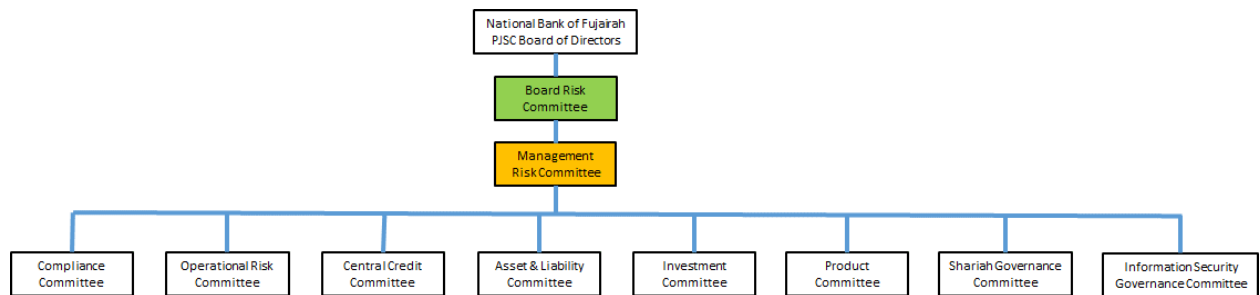 National Bank of Fujairah
PJSC Board of Directors
Board Risk
Committee
Management
Risk Committee
Compliance
Committee
Operational Risk
Committee
Central Credit
Committee
Asset & Liability
Committee
Investment
Committee
Product
Committee
Shariah Governance
Committee
Information Security
Governance Committee